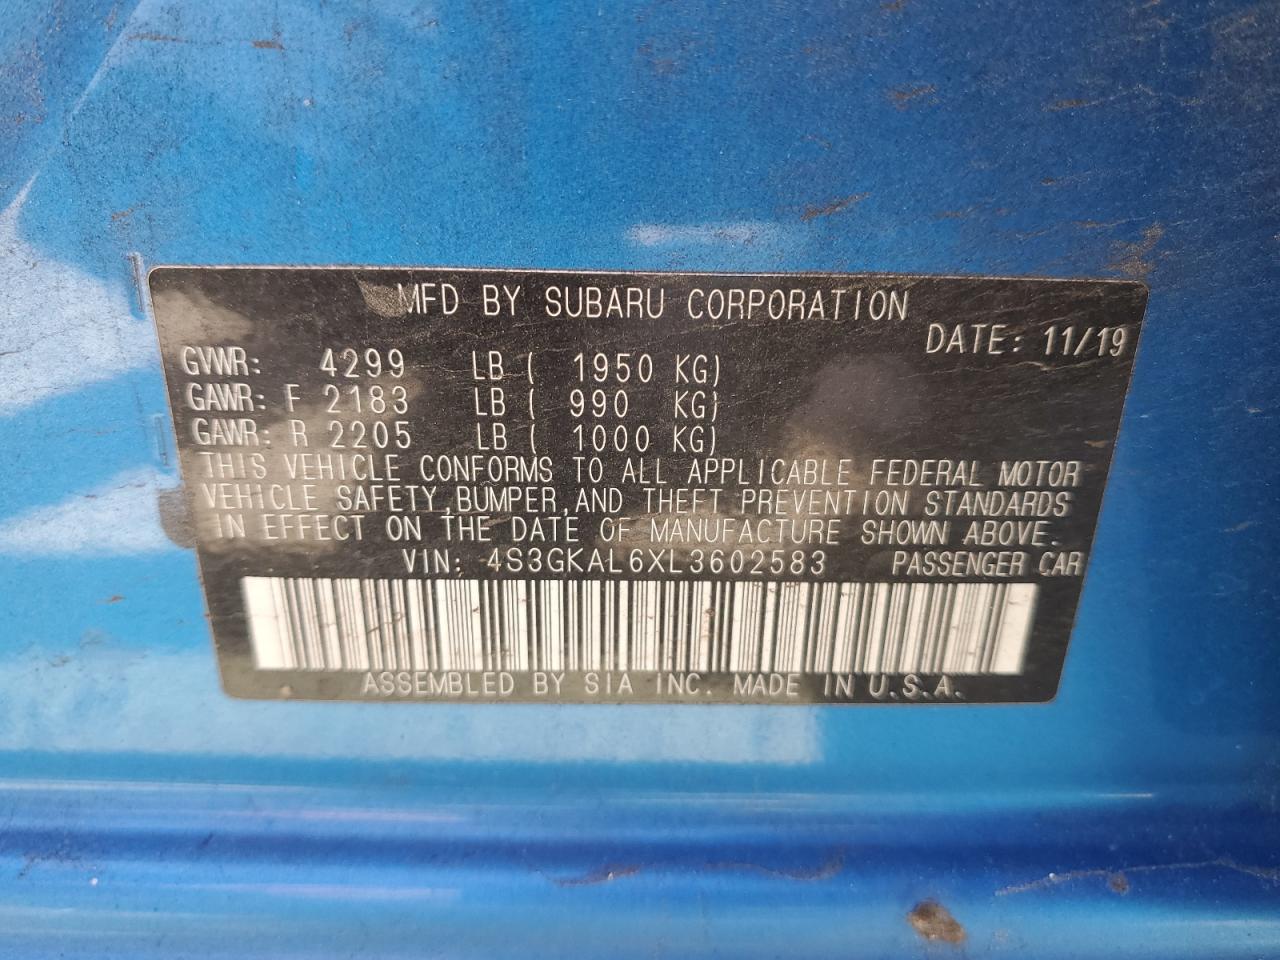 MFD BY SUBARU CORPORATION
DATE: 11/19
GVWR: 4299 LB ( 1950 KG)
GAWR: F 2183 LB ( 990 KG)
GAWR: R 2205 LB ( 1000 KG)
THIS VEHICLE CONFORMS TO ALL APPLICABLE FEDERAL MOTOR
VEHICLE SAFETY,BUMPER,AND THEFT PREVENTION STANDARDS
IN EFFECT ON THE DATE OF MANUFACTURE SHOWN ABOVE.
VIN: 4S3GKAL6XL3602583 PASSENGER CAR
ASSEMBLED BY SIA INC. MADE IN U.S.A.